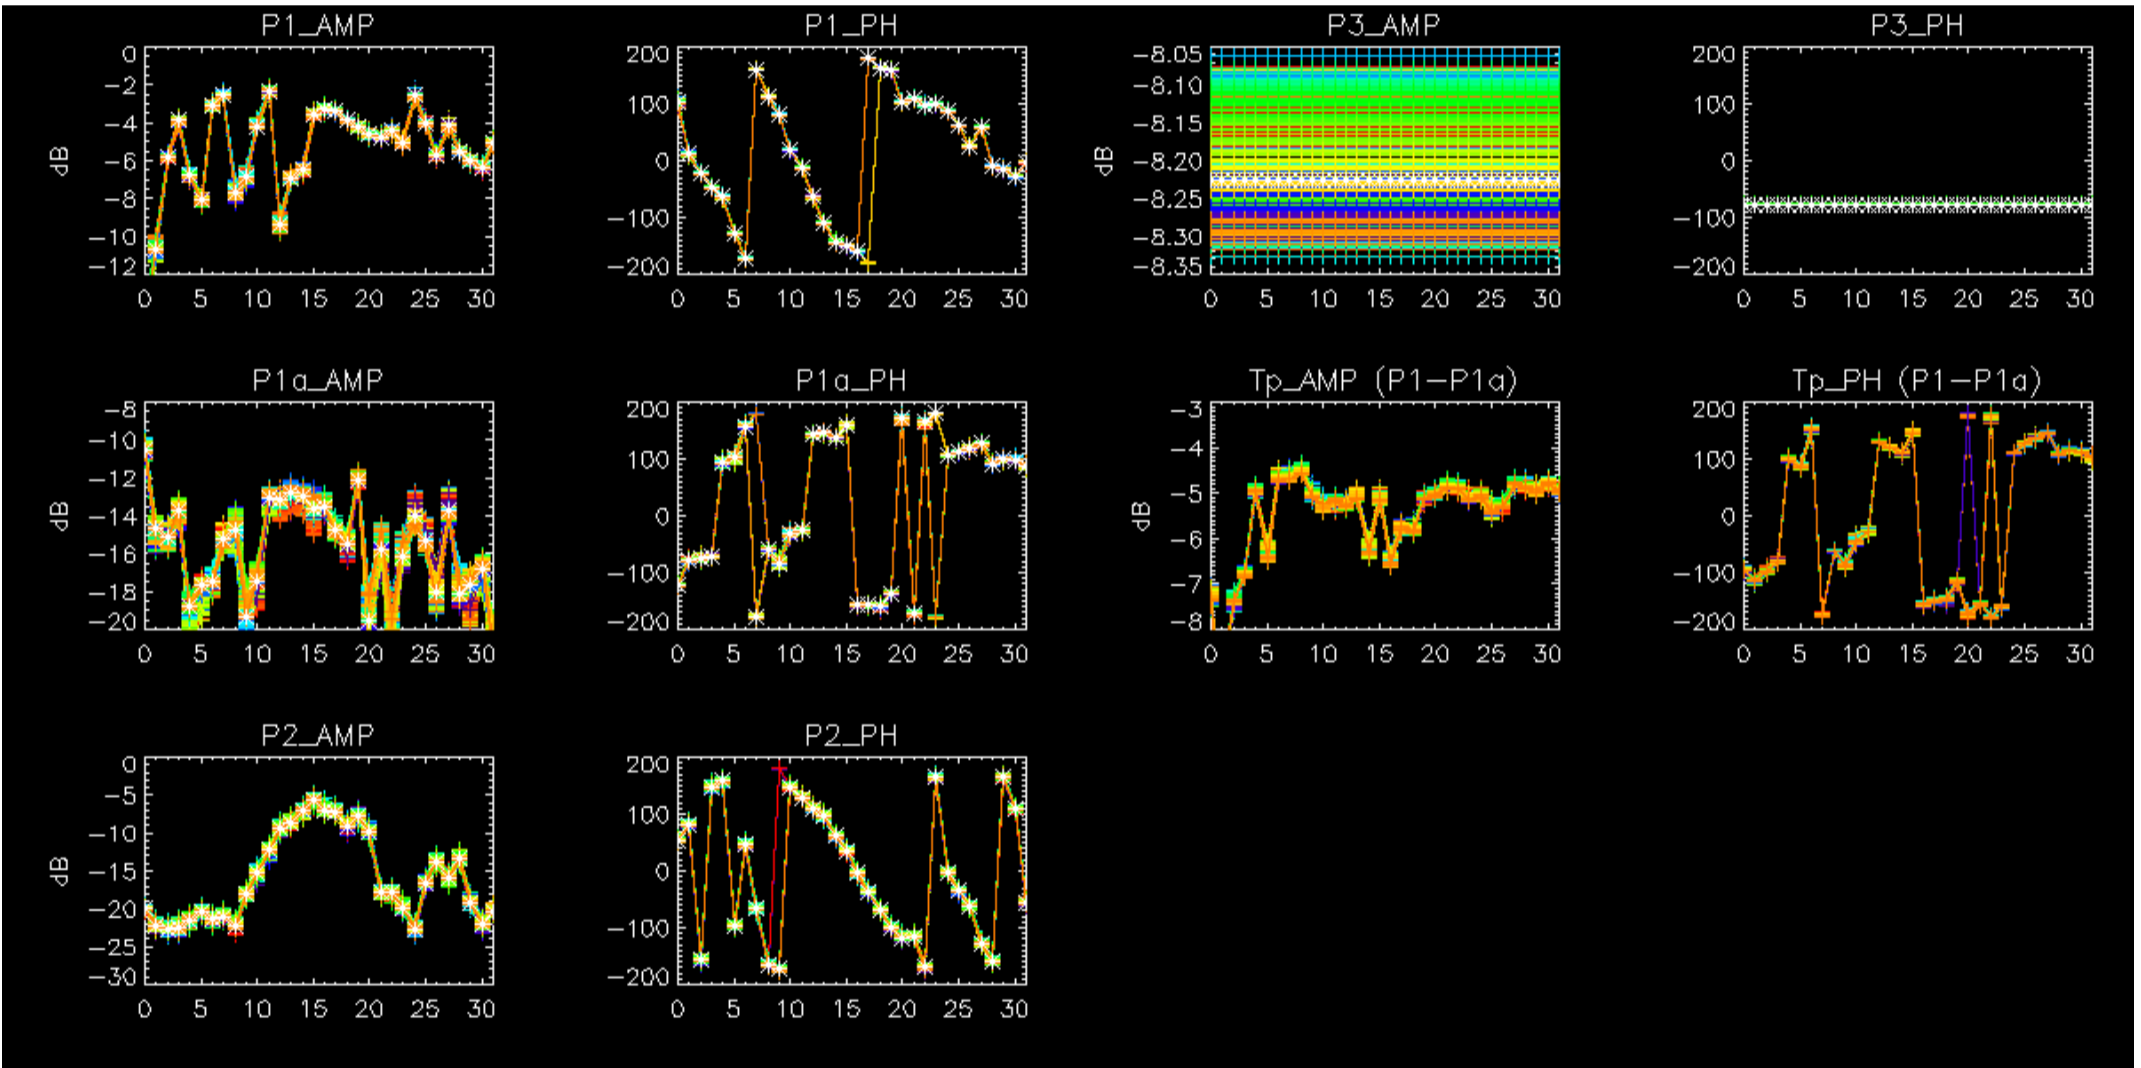 P1_AMP
P1_PH
P3_AMP
P3_PH
dB
0
-2
-4
-6
-8
-10
-12
0 5 10 15 20 25 30
200
100
0
-100
-200
0 5 10 15 20 25 30
dB
-8.05
-8.10
-8.15
-8.20
-8.25
-8.30
-8.35
0 5 10 15 20 25 30
200
100
0
-100
-200
0 5 10 15 20 25 30
P1a_AMP
P1a_PH
Tp_AMP (P1-P1a)
Tp_PH (P1-P1a)
dB
-8
-10
-12
-14
-16
-18
-20
0 5 10 15 20 25 30
200
100
0
-100
-200
0 5 10 15 20 25 30
dB
-3
-4
-5
-6
-7
-8
0 5 10 15 20 25 30
200
100
0
-100
-200
0 5 10 15 20 25 30
P2_AMP
P2_PH
dB
0
-5
-10
-15
-20
-25
-30
0 5 10 15 20 25 30
200
100
0
-100
-200
0 5 10 15 20 25 30